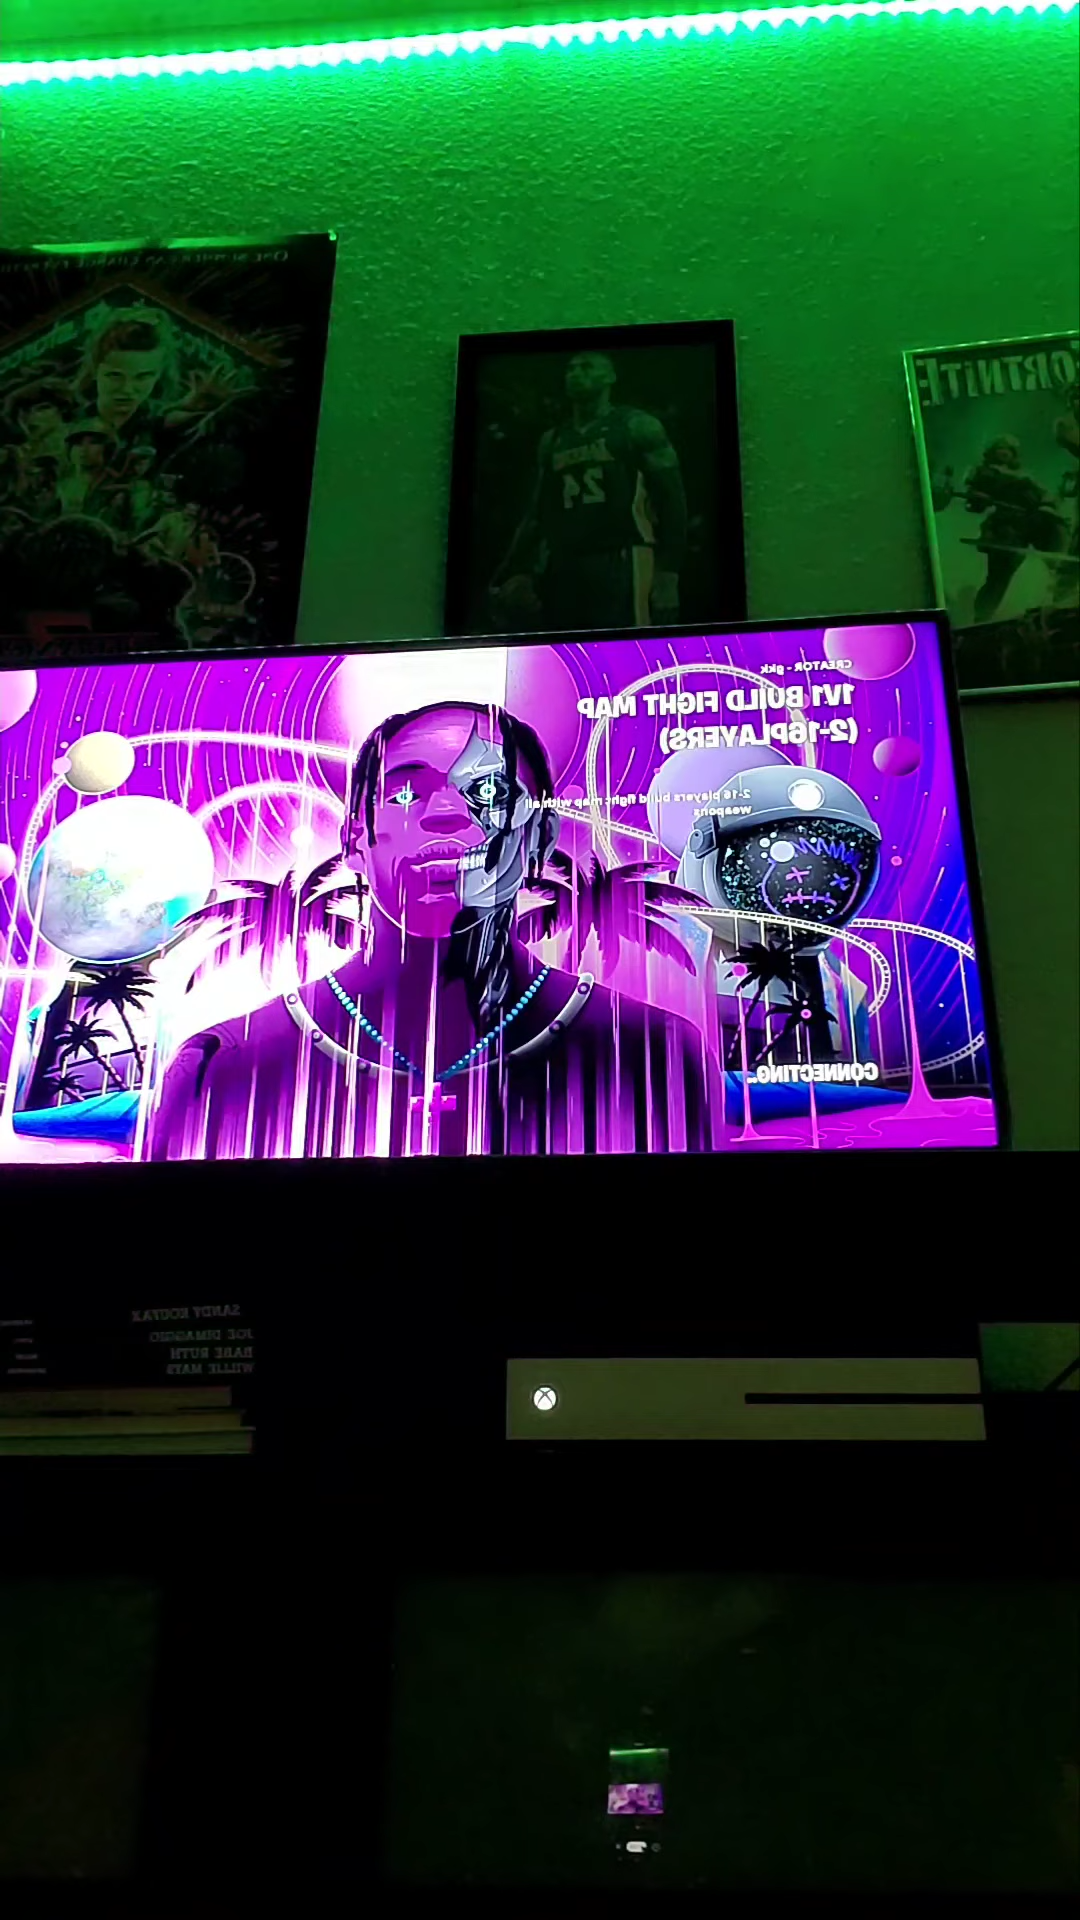 FORTNITE
24
CREATOR - gkk
1V1 BUILD FIGHT MAP
(2-16PLAYERS)
2-16 players build fight map with all
weapons
CONNECTING..
SANDY KOUFAX
JOE DIMAGGIO
BABE RUTH
WILLIE MAYS